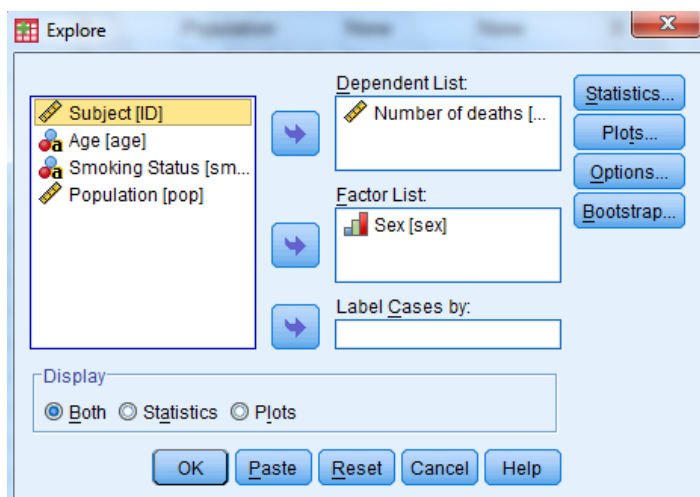 Explore
Dependent List:
Subject [ID]
Age [age]
Smoking Status [sm...
Population [pop]
Number of deaths [...
Factor List:
Sex [sex]
Label Cases by:
Statistics...
Plots...
Options...
Bootstrap...
Display
Both Statistics Plots
OK Paste Reset Cancel Help